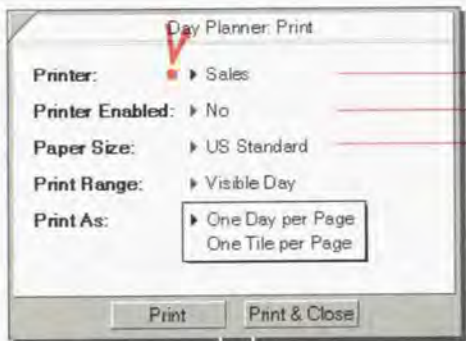 Day Planner: Print
Printer: Sales
Printer Enabled: No
Paper Size: US Standard
Print Range: Visible Day
Print As: One Day per Page
One Tile per Page
Print Print & Close